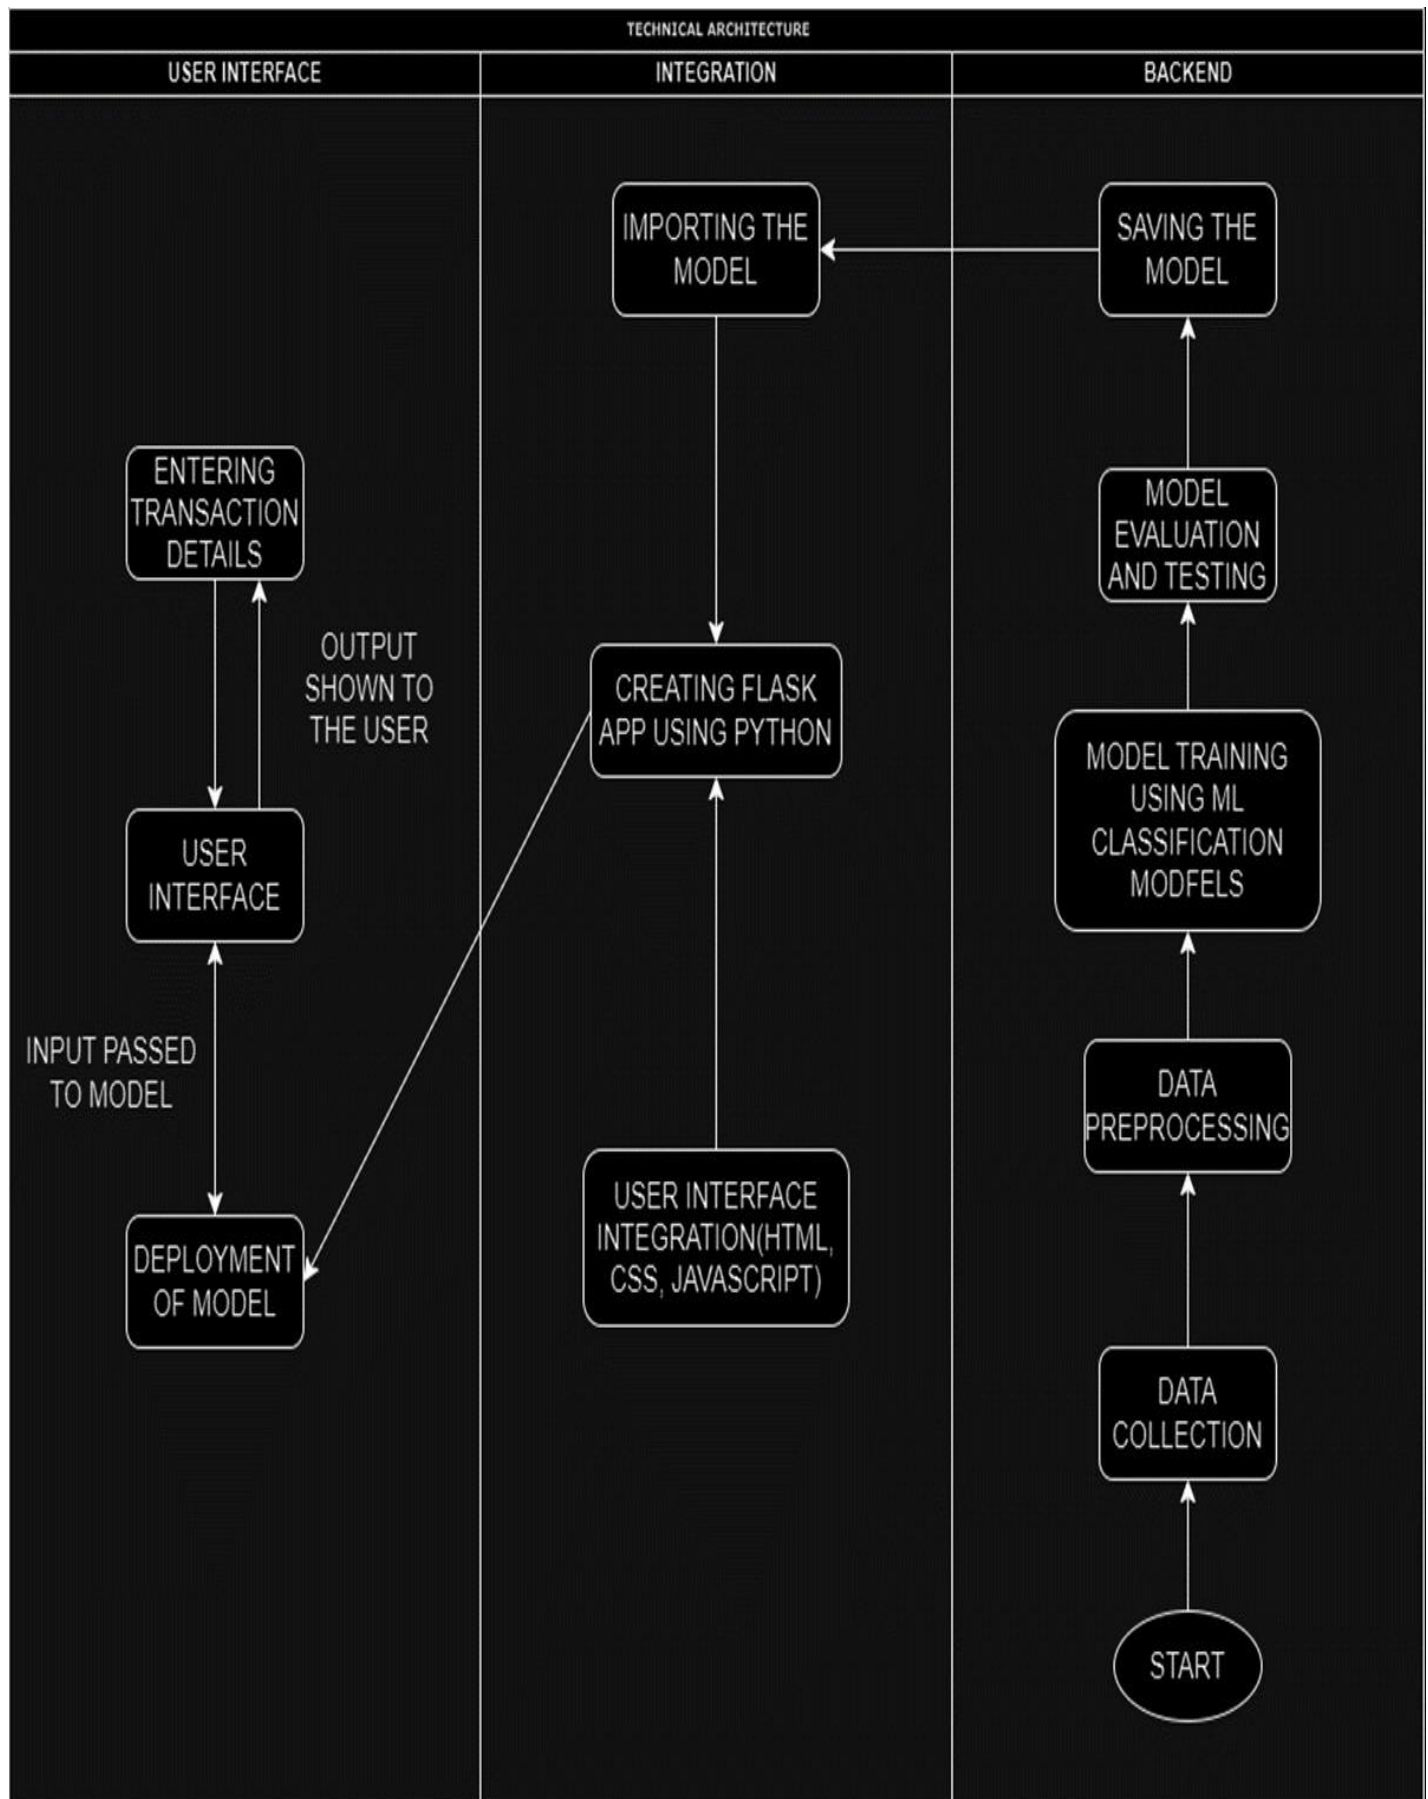 TECHNICAL ARCHITECTURE
USER INTERFACE
INTEGRATION
BACKEND
IMPORTING THE
MODEL
SAVING THE
MODEL
ENTERING
TRANSACTION
DETAILS
MODEL
EVALUATION
AND TESTING
OUTPUT
SHOWN TO
THE USER
CREATING FLASK
APP USING PYTHON
MODEL TRAINING
USING ML
CLASSIFICATION
MODFELS
USER
INTERFACE
INPUT PASSED
TO MODEL
DATA
PREPROCESSING
USER INTERFACE
INTEGRATION(HTML,
CSS, JAVASCRIPT)
DEPLOYMENT
OF MODEL
DATA
COLLECTION
START